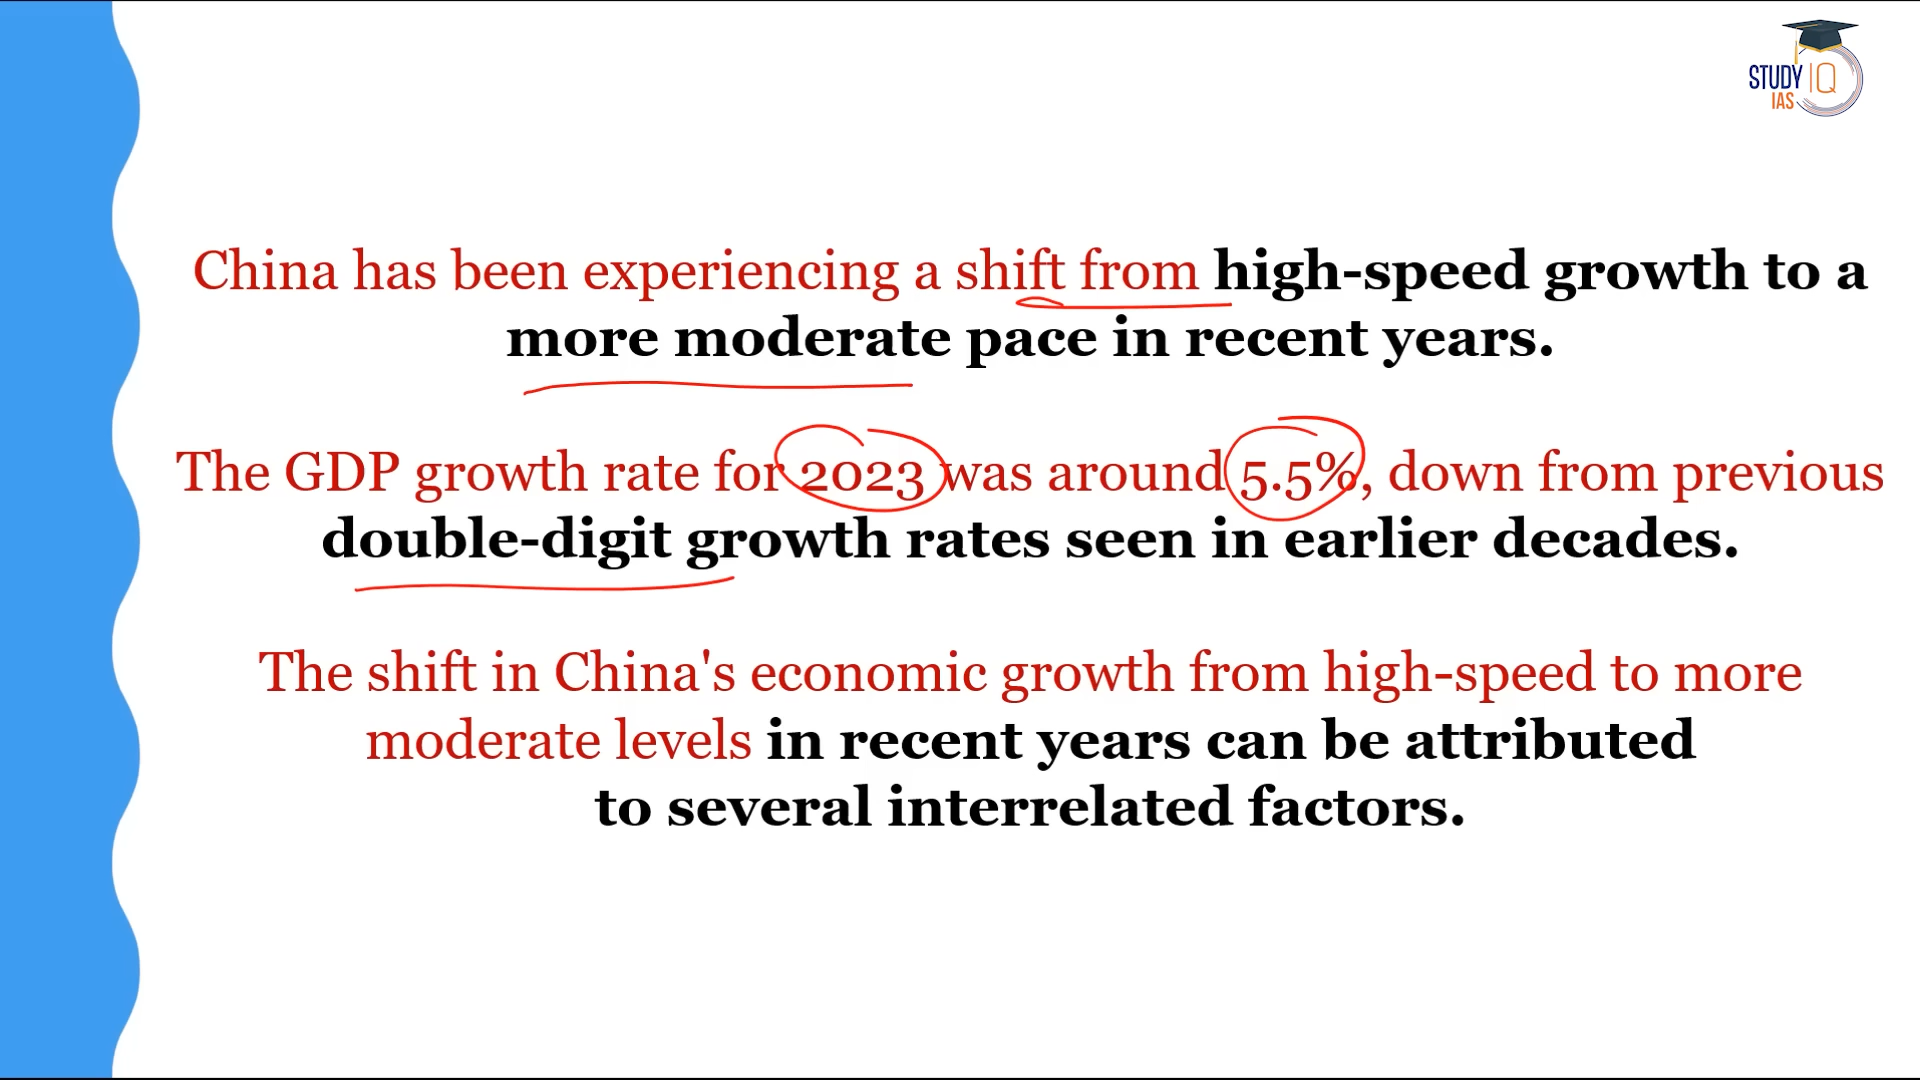 STUDY IQ
IAS
China has been experiencing a shift from high-speed growth to a
more moderate pace in recent years.
The GDP growth rate for 2023 was around 5.5%, down from previous
double-digit growth rates seen in earlier decades.
The shift in China's economic growth from high-speed to more
moderate levels in recent years can be attributed
to several interrelated factors.